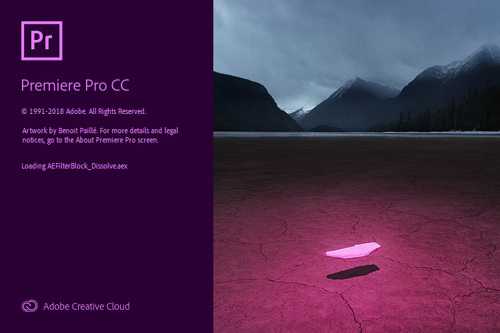 Pr
Premiere Pro CC
© 1991-2018 Adobe. All Rights Reserved.
Artwork by Benoit Paillé. For more details and legal
notices, go to the About Premiere Pro screen.
Loading AEFilterBlock_Dissolve.aex
Adobe Creative Cloud